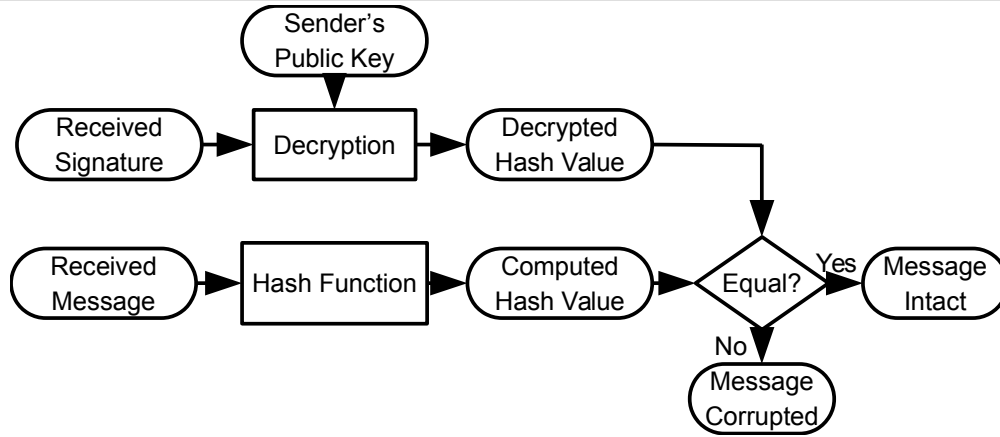 Sender's
Public Key
Received
Signature
Decryption
Decrypted
Hash Value
Received
Message
Hash Function
Computed
Hash Value
Equal?
Yes
Message
Intact
No
Message
Corrupted